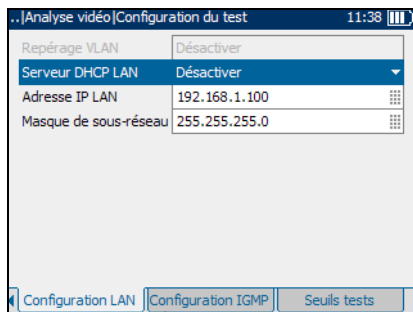 ..|Analyse vidéo|Configuration du test 11:38
Repérage VLAN Désactiver
Serveur DHCP LAN Désactiver
Adresse IP LAN 192.168.1.100
Masque de sous-réseau 255.255.255.0
Configuration LAN Configuration IGMP Seuils tests